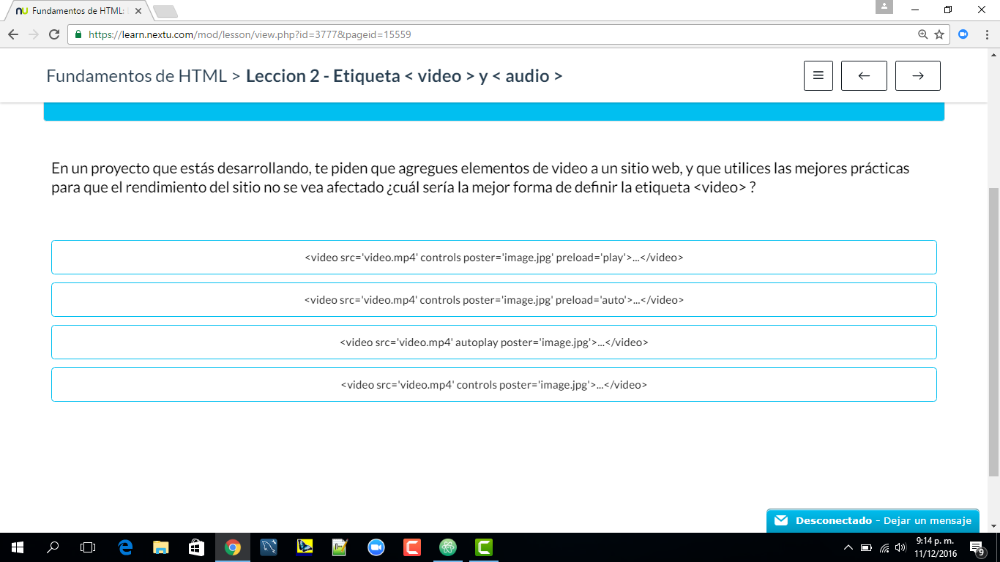 Fundamentos de HTML:
https://learn.nextu.com/mod/lesson/view.php?id=3777&pageid=15559
Fundamentos de HTML > Leccion 2 - Etiqueta < video > y < audio >
En un proyecto que estás desarrollando, te piden que agregues elementos de video a un sitio web, y que utilices las mejores prácticas
para que el rendimiento del sitio no se vea afectado ¿cuál sería la mejor forma de definir la etiqueta <video> ?
<video src='video.mp4' controls poster='image.jpg' preload='play'>...</video>
<video src='video.mp4' controls poster='image.jpg' preload='auto'>...</video>
<video src='video.mp4' autoplay poster='image.jpg'>...</video>
<video src='video.mp4' controls poster='image.jpg'>...</video>
Desconectado - Dejar un mensaje
9:14 p. m.
11/12/2016
9